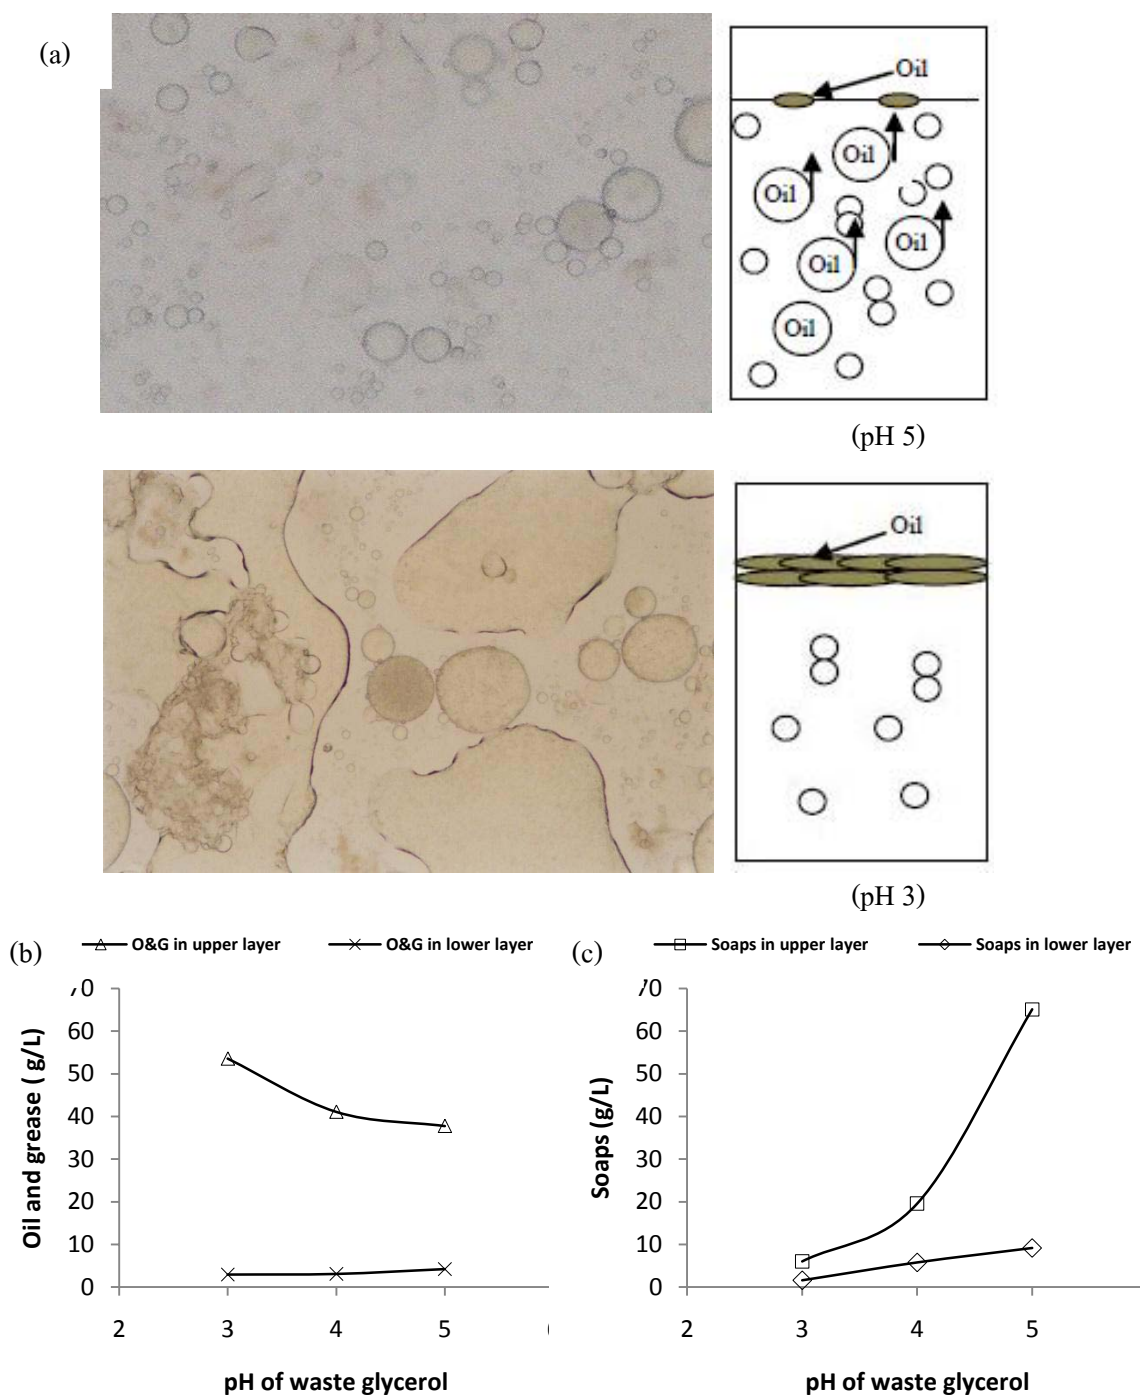 (a)
Oil
Oil
Oil
Oil
Oil
Oil
(pH 5)
Oil
(pH 3)
(b)
O&G in upper layer
O&G in lower layer
Oil and grease ( g/L)
70
60
50
40
30
20
10
0
2
3
4
5
pH of waste glycerol
(c)
Soaps in upper layer
Soaps in lower layer
Soaps (g/L)
70
60
50
40
30
20
10
0
2
3
4
5
pH of waste glycerol